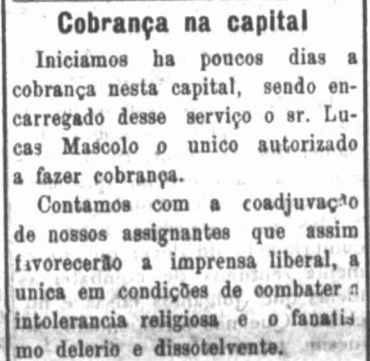 Cobrança na capital
Iniciamos ha poucos dias a
cobrança nesta capital, sendo en-
carregado desse serviço o sr. Lu-
cas Mascolo o unico autorizado
a fazer cobrança.
Contamos com a coadjuvação
de nossos assignantes que assim
favorecerão a imprensa liberal, a
unica em condições de combater a
intolerancia religiosa e o fanatis
mo delerio e dissotelvente.